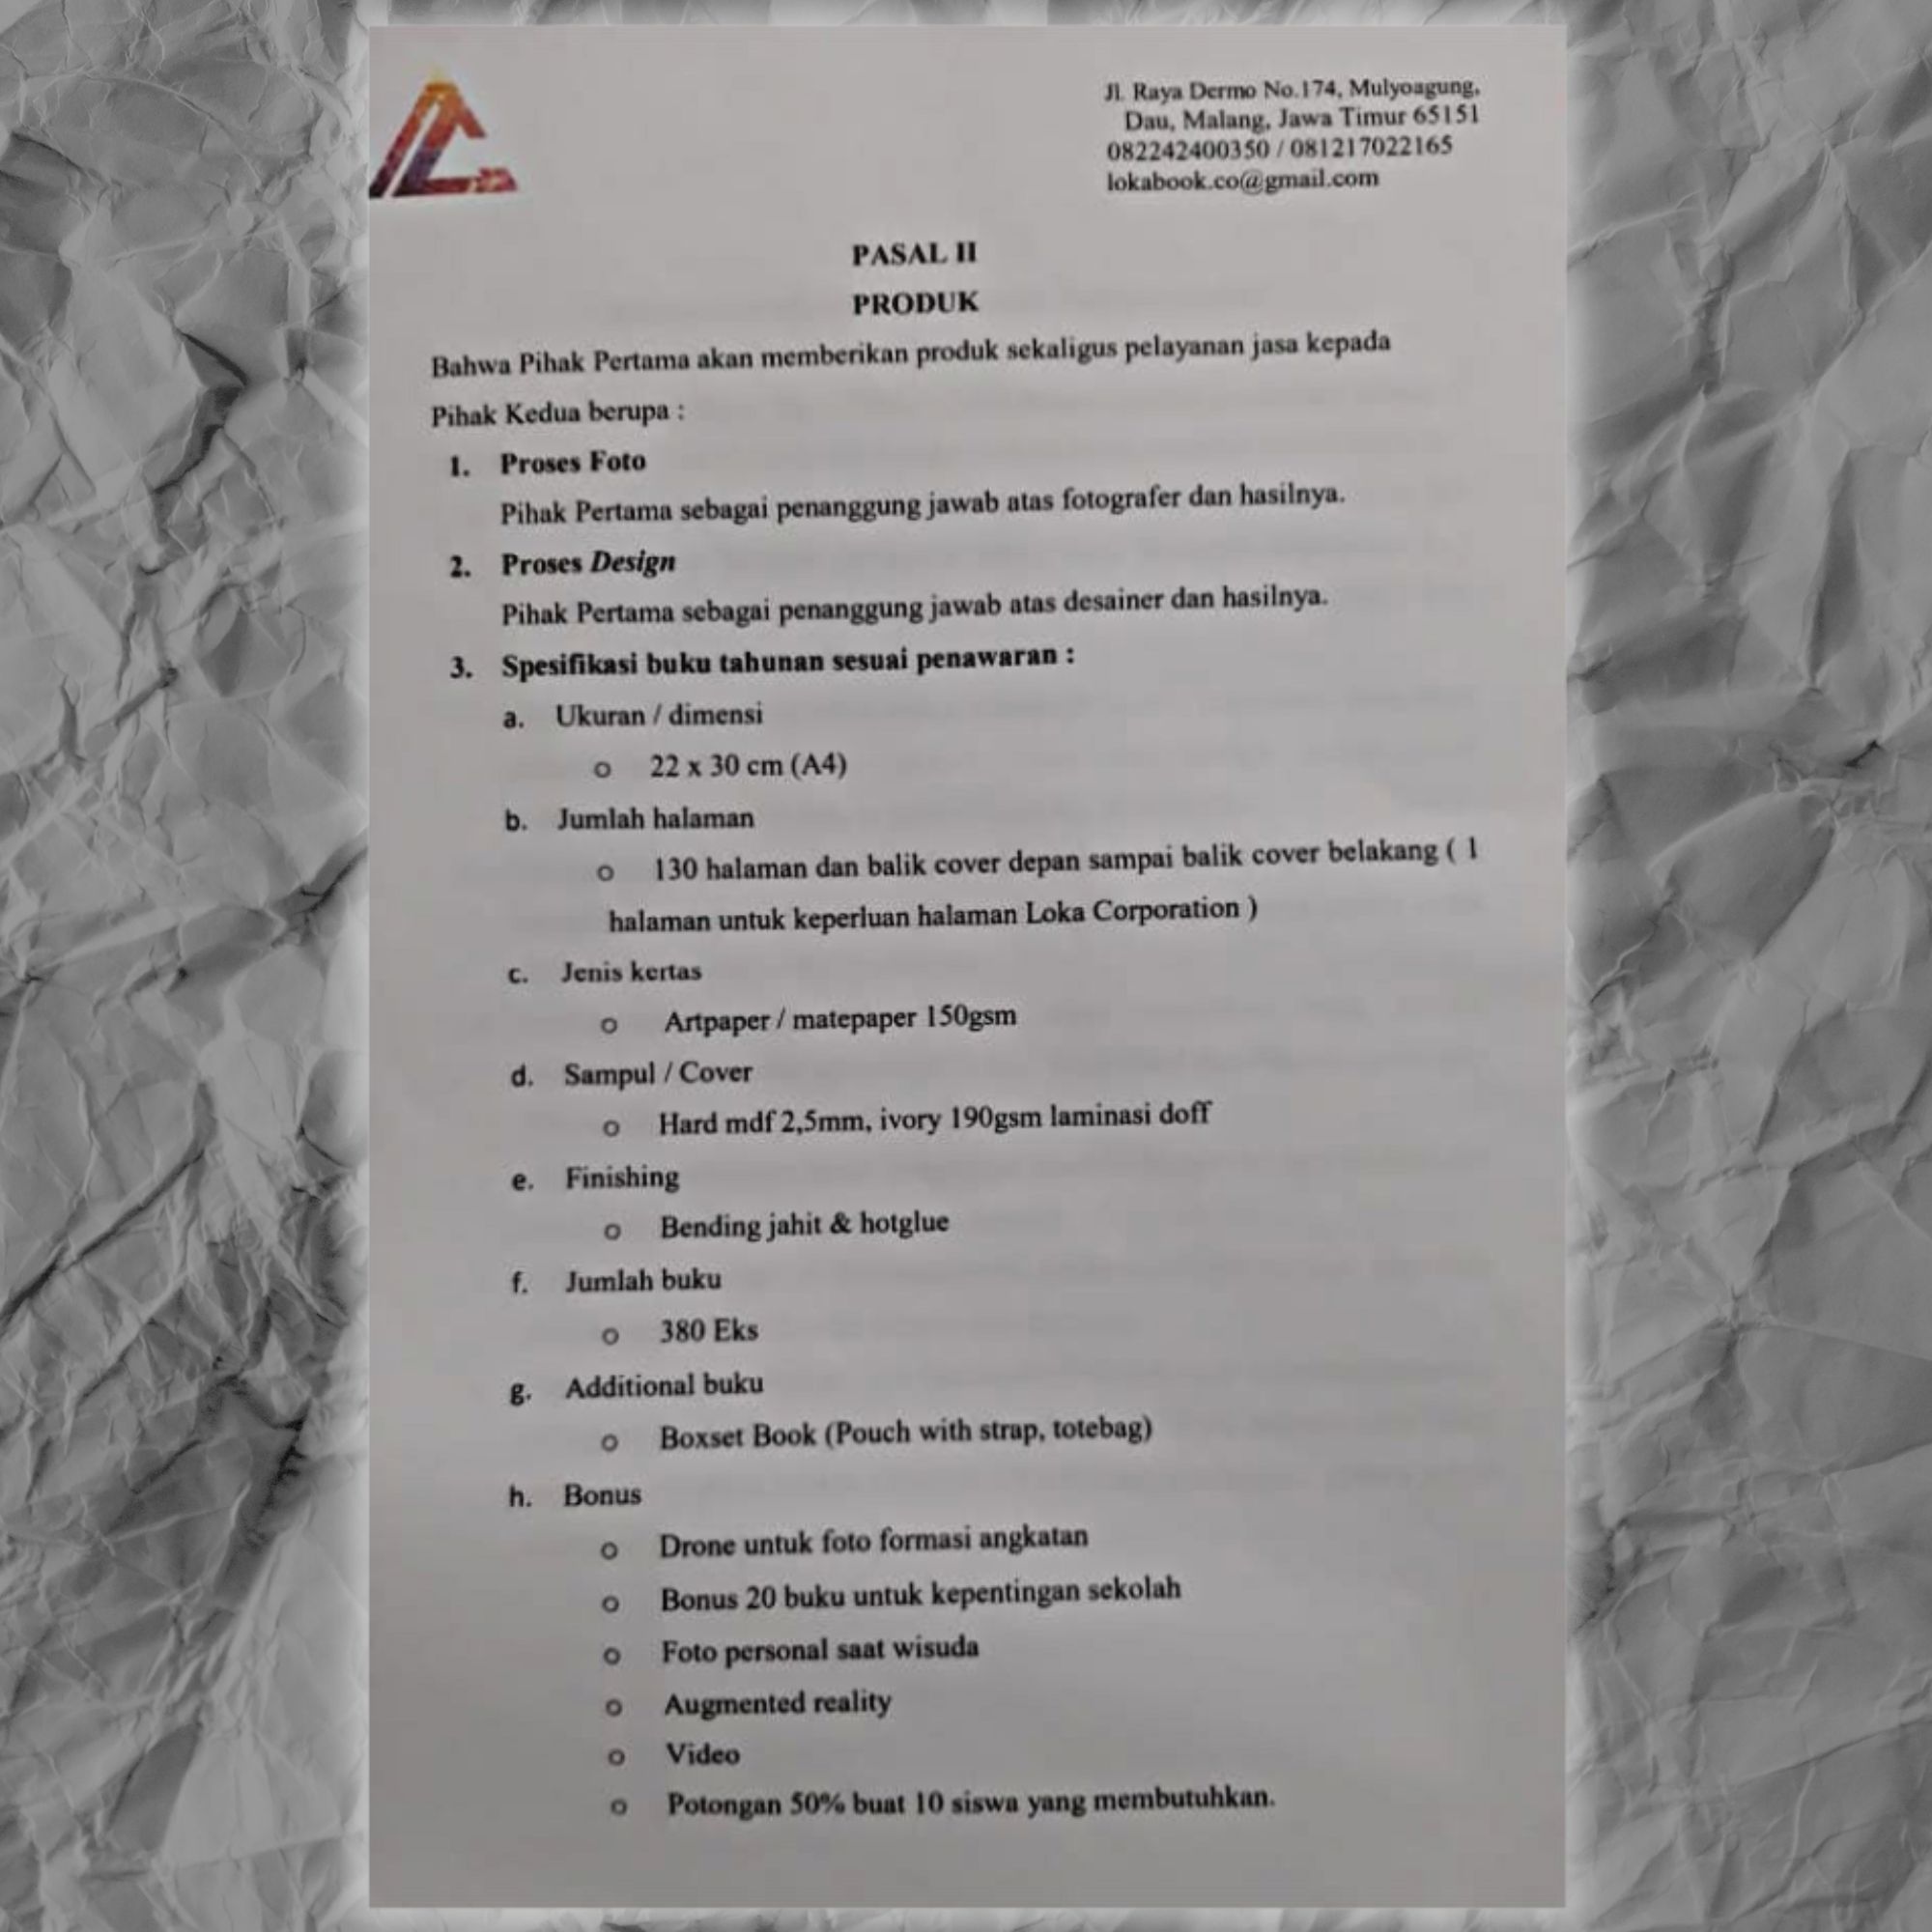 Jl. Raya Dermo No.174, Mulyoagung,
Dau, Malang, Jawa Timur 65151
082242400350 / 081217022165
lokabook.co@gmail.com
PASAL II
PRODUK
Bahwa Pihak Pertama akan memberikan produk sekaligus pelayanan jasa kepada
Pihak Kedua berupa :
1. Proses Foto
Pihak Pertama sebagai penanggung jawab atas fotografer dan hasilnya.
2. Proses Design
Pihak Pertama sebagai penanggung jawab atas desainer dan hasilnya.
3. Spesifikasi buku tahunan sesuai penawaran :
a. Ukuran / dimensi
o 22 x 30 cm (A4)
b. Jumlah halaman
o 130 halaman dan balik cover depan sampai balik cover belakang ( 1
halaman untuk keperluan halaman Loka Corporation )
c. Jenis kertas
o Artpaper / matepaper 150gsm
d. Sampul / Cover
o Hard mdf 2,5mm, ivory 190gsm laminasi doff
e. Finishing
o Bending jahit & hotglue
f. Jumlah buku
o 380 Eks
g. Additional buku
o Boxset Book (Pouch with strap, totebag)
h. Bonus
o Drone untuk foto formasi angkatan
o Bonus 20 buku untuk kepentingan sekolah
o Foto personal saat wisuda
o Augmented reality
o Video
o Potongan 50% buat 10 siswa yang membutuhkan.